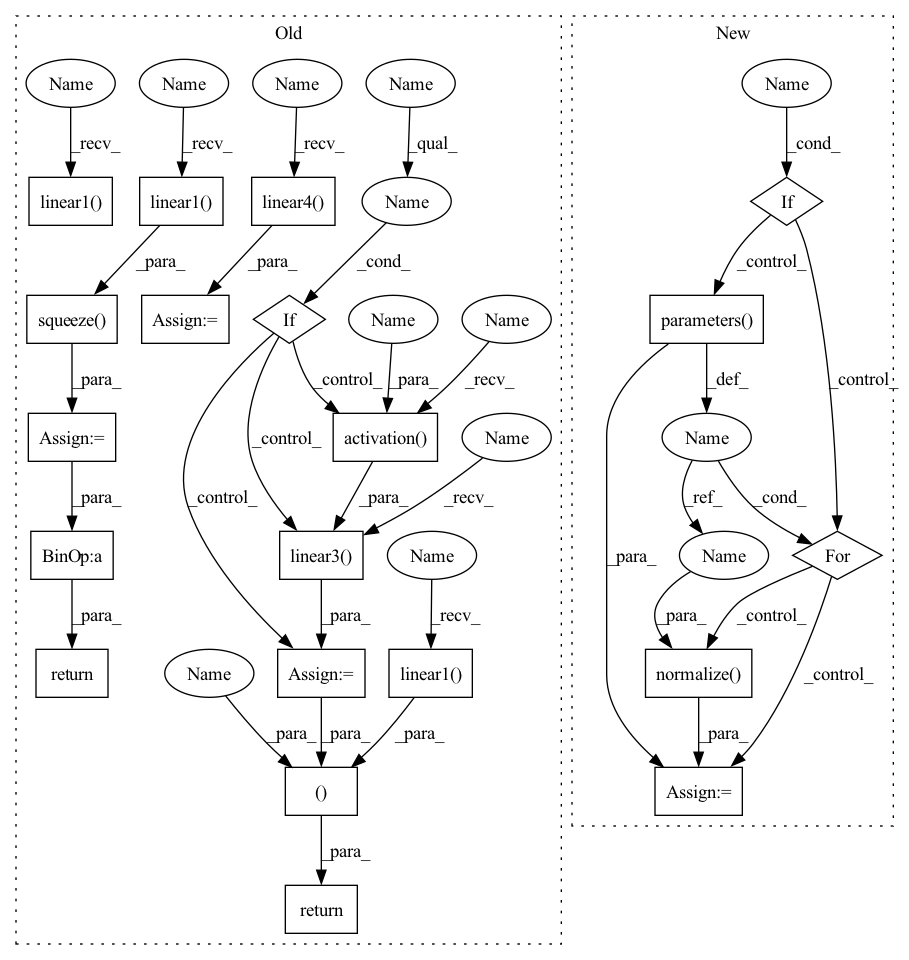 Old
New
Name
Name
Name
Name
Name
_recv_
_recv_
_recv_
_qual_
_cond_
linear1()
linear1()
linear4()
Name
If
_para_
_para_
_cond_
_control_
squeeze()
Assign:=
If
Name
Name
parameters()
_para_
_control_
_para_
_recv_
_def_
_control_
Assign:=
activation()
Name
Name
_control_
_para
_control_
_para_
_recv_
_ref_
_cond_
BinOp:a
linear3()
Name
_para_
Name
For
_para_
_para_
_recv_
_para_
_control_
return
Name
Assign:=
linear1()
normalize()
_control_
_para_
_para_
_para_
_para_
()
Assign:=
_para_
return